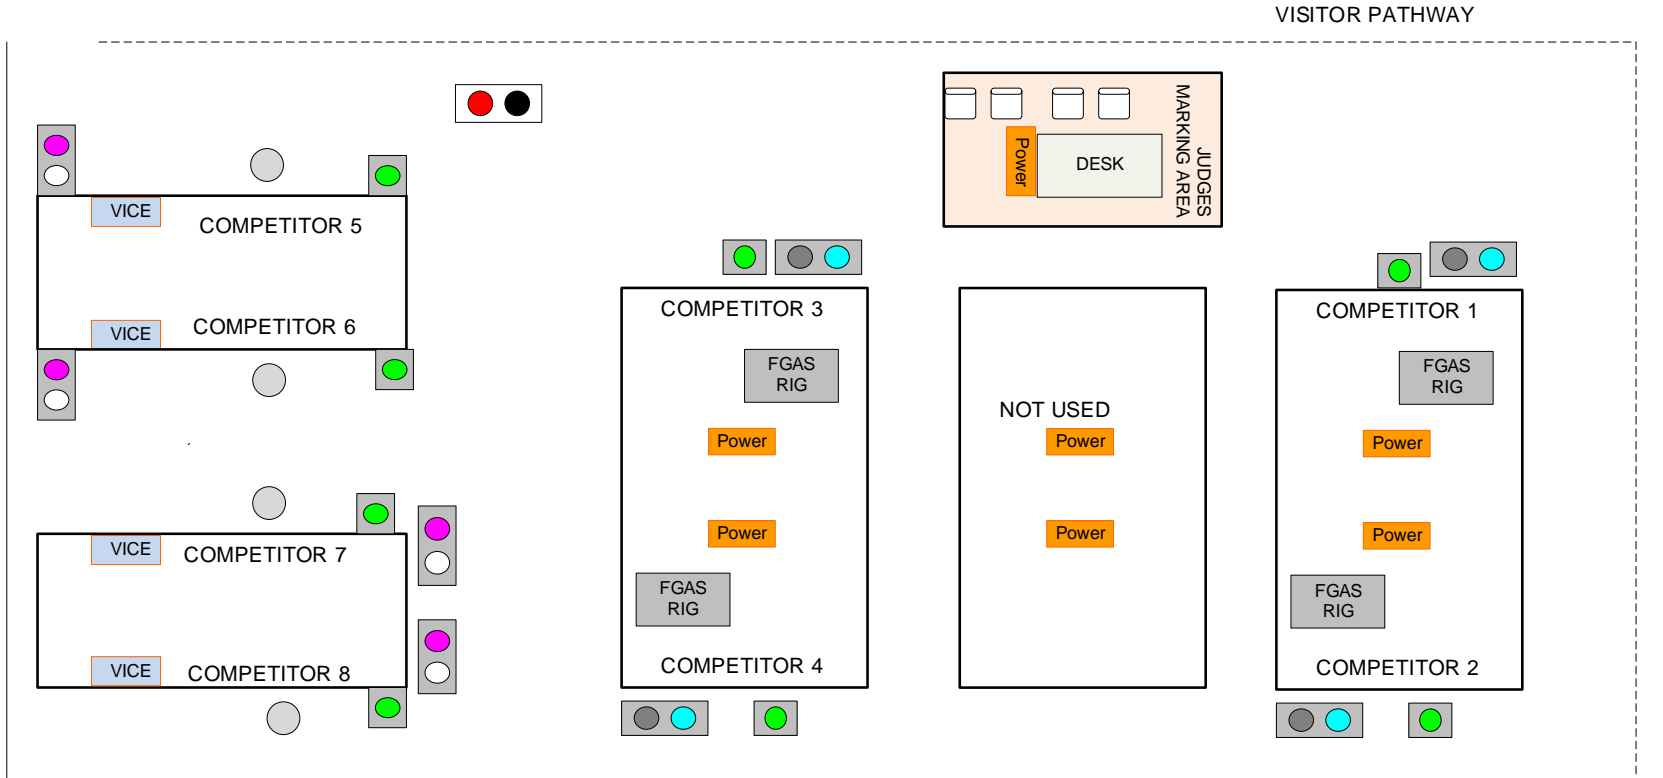 VISITOR PATHWAY
JUDGES
MARKING AREA
Power
DESK
VICE
COMPETITOR 5
VICE
COMPETITOR 6
VICE
COMPETITOR 7
VICE
COMPETITOR 8
COMPETITOR 3
FGAS
RIG
Power
Power
FGAS
RIG
COMPETITOR 4
NOT USED
Power
Power
COMPETITOR 1
FGAS
RIG
Power
Power
FGAS
RIG
COMPETITOR 2